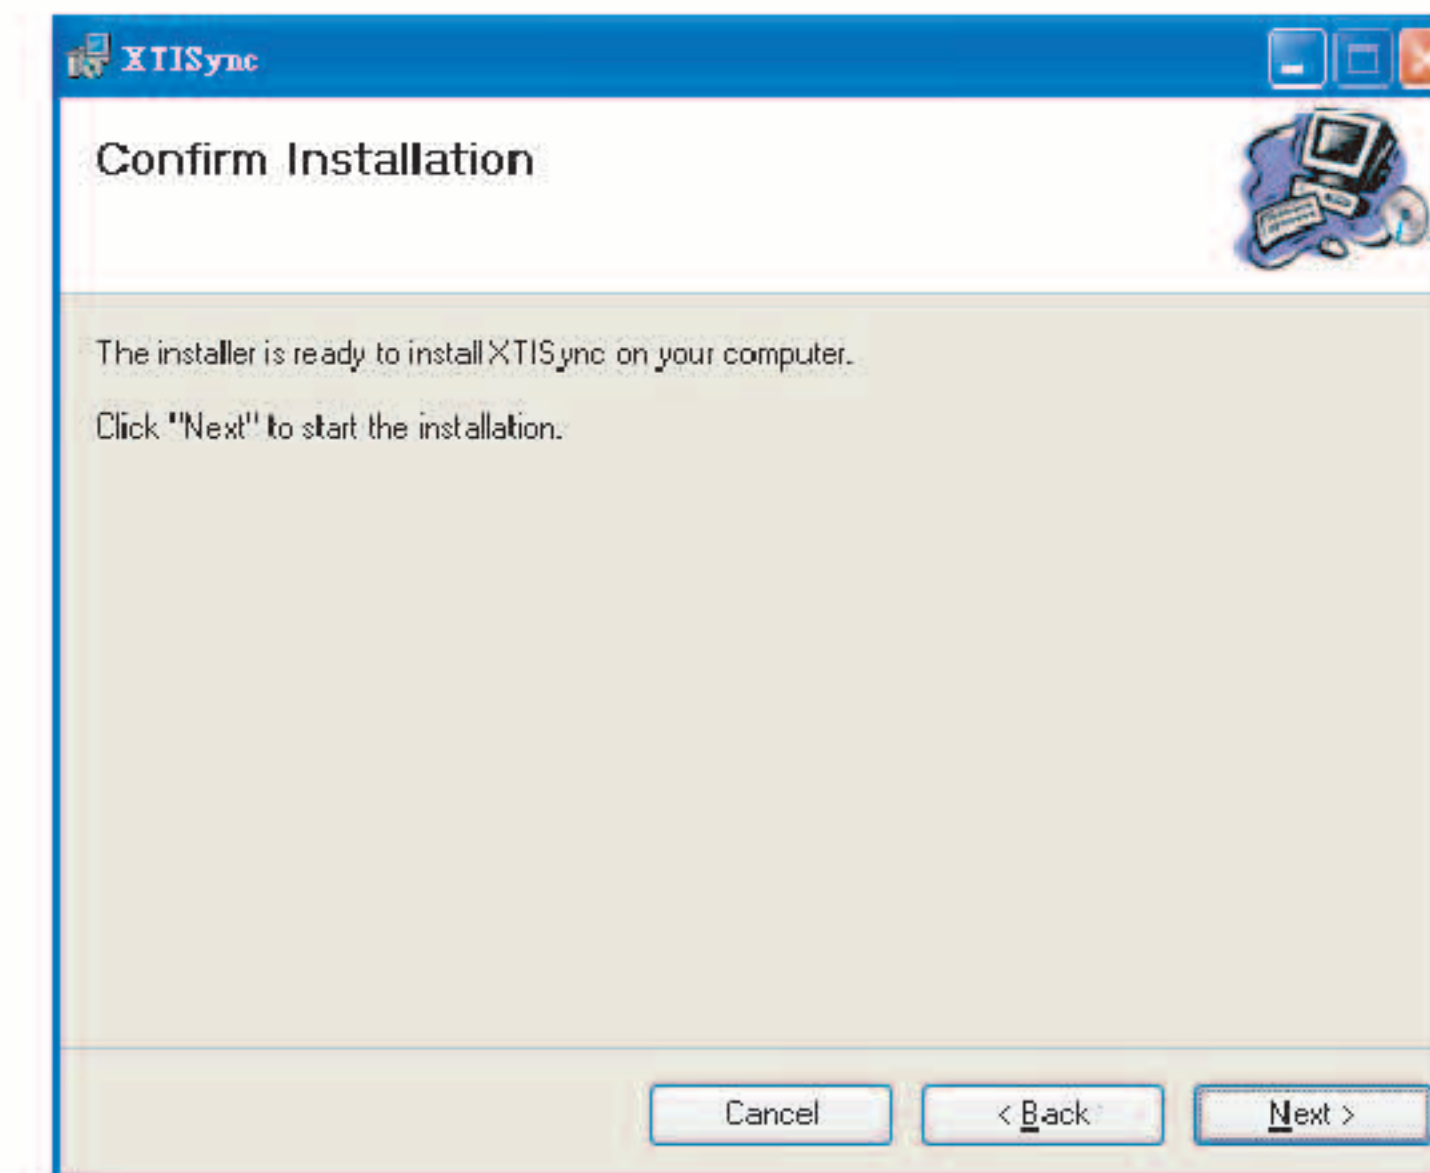 XTISync
Confirm Installation
The installer is ready to install XTISync on your computer.
Click "Next" to start the installation.
Cancel
< Back
Next >